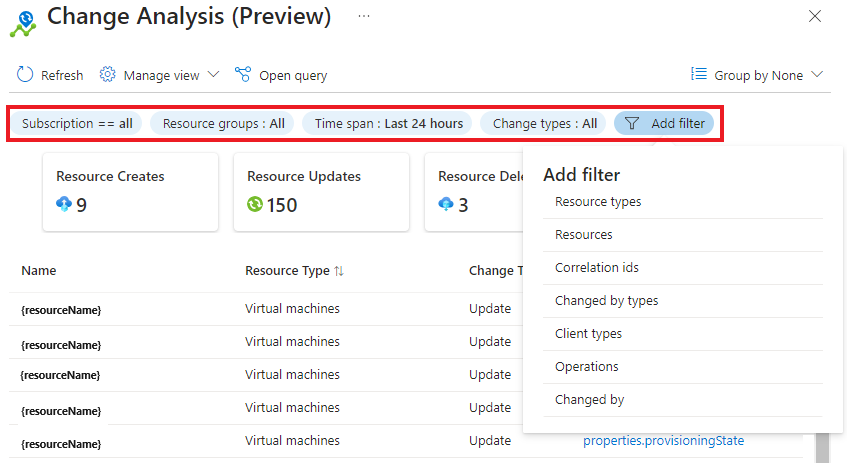 Change Analysis (Preview) ...
Refresh Manage view Open query Group by None
Subscription == all Resource groups : All Time span : Last 24 hours Change types : All Add filter
Resource Creates Resource Updates Resource Dele
9 150 3
Add filter
Resource types
Resources
Correlation ids
Changed by types
Client types
Operations
Changed by
Name Resource Type Change T
{resourceName} Virtual machines Update
{resourceName} Virtual machines Update
{resourceName} Virtual machines Update
{resourceName} Virtual machines Update
{resourceName} Virtual machines Update properties.provisioningState